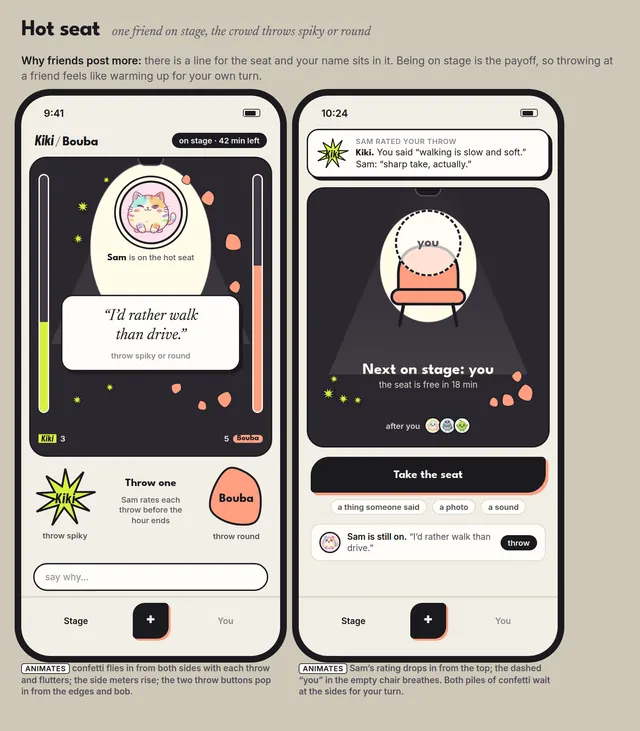 Hot seat one friend on stage, the crowd throws spiky or round
Why friends post more: there is a line for the seat and your name sits in it. Being on stage is the payoff, so throwing at
a friend feels like warming up for your own turn.
9:41
Kiki / Bouba
on stage · 42 min left
Sam is on the hot seat
“I’d rather walk
than drive.”
throw spiky or round
Kiki 3
5 Bouba
Kiki
throw spiky
Throw one
Sam rates each
throw before the
hour ends
Bouba
throw round
say why...
Stage
+
You
ANIMATES confetti flies in from both sides with each throw
and flutters; the side meters rise; the two throw buttons pop
in from the edges and bob.
10:24
Kiki
SAM RATED YOUR THROW
Kiki. You said “walking is slow and soft.”
Sam: “sharp take, actually.”
you
Next on stage: you
the seat is free in 18 min
after you
Take the seat
a thing someone said
a photo
a sound
Sam is still on. “I’d rather walk than
drive.”
throw
Stage
+
You
ANIMATES Sam’s rating drops in from the top; the dashed
“you” in the empty chair breathes. Both piles of confetti wait
at the sides for your turn.